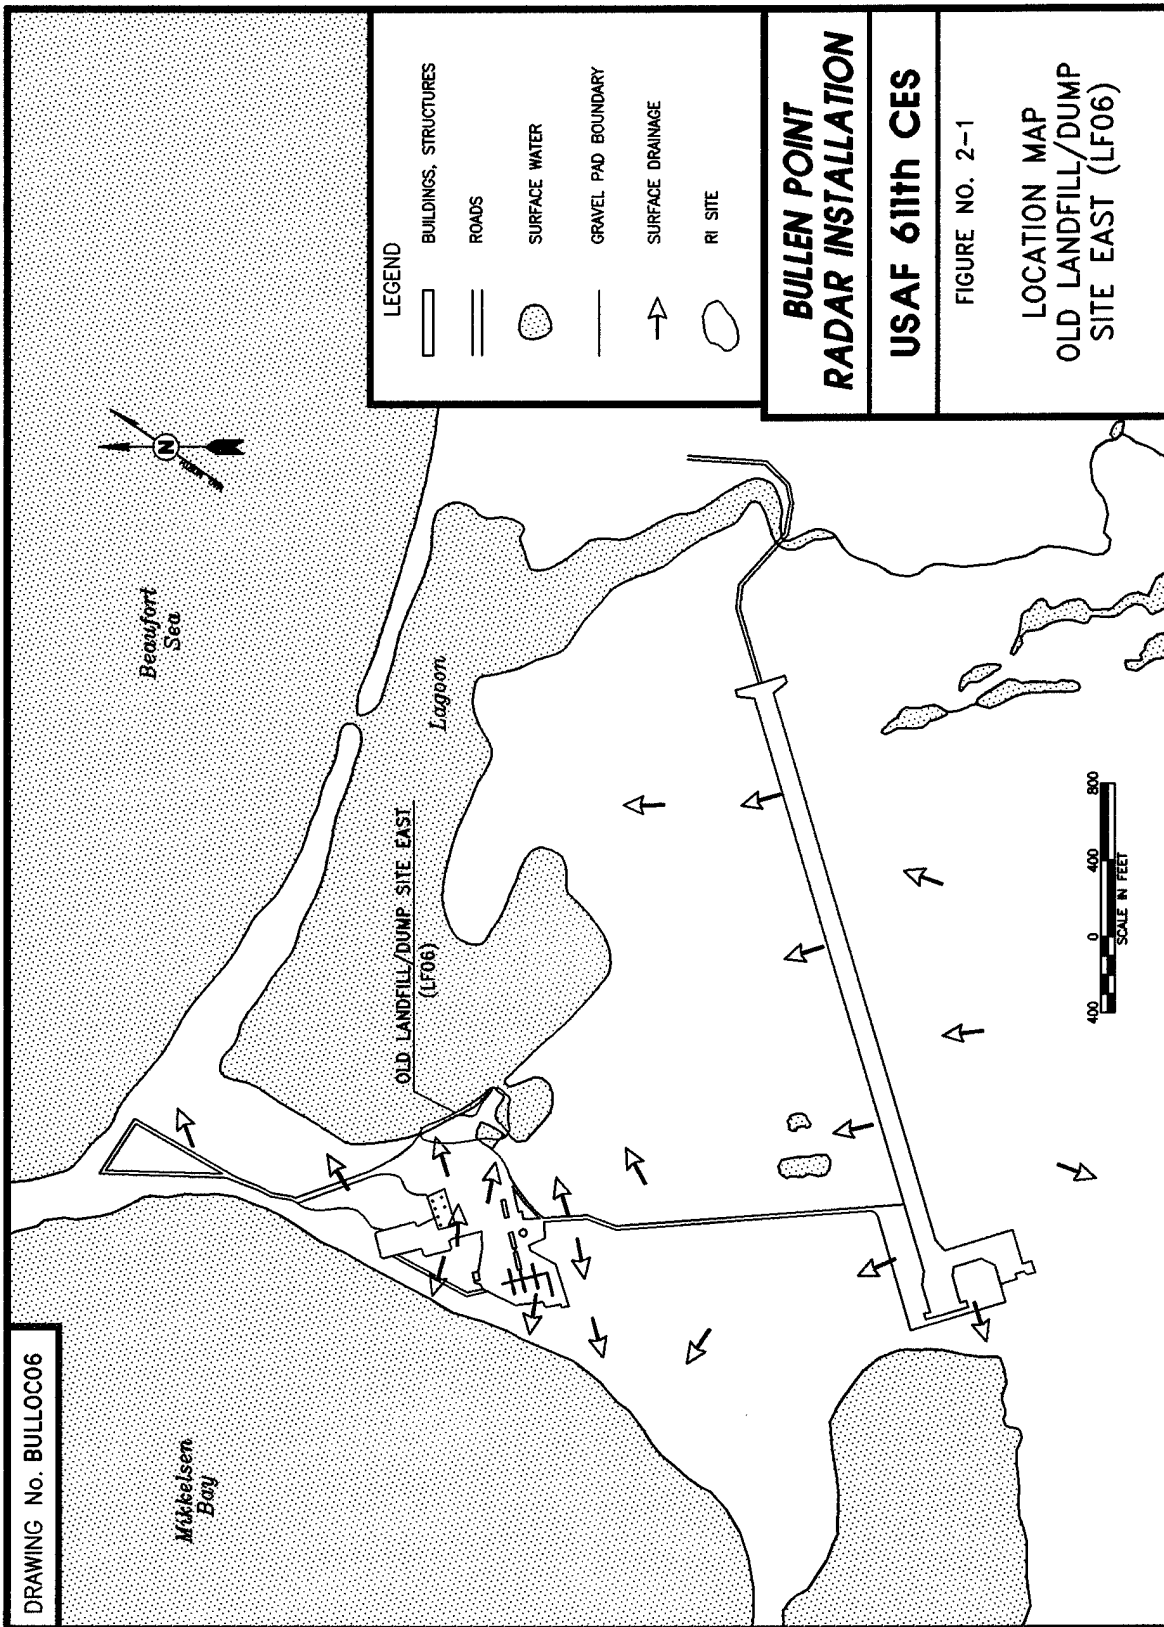 DRAWING No. BULLOC06
Mikkelsen
Bay
Beaufort
Sea
Lagoon
OLD LANDFILL/DUMP SITE EAST
(LF06)
N
MAG. NORTH
400 0 400 800
SCALE IN FEET
LEGEND
BUILDINGS, STRUCTURES
ROADS
SURFACE WATER
GRAVEL PAD BOUNDARY
SURFACE DRAINAGE
RI SITE
BULLEN POINT
RADAR INSTALLATION
USAF 611th CES
FIGURE NO. 2-1
LOCATION MAP
OLD LANDFILL/DUMP
SITE EAST (LF06)